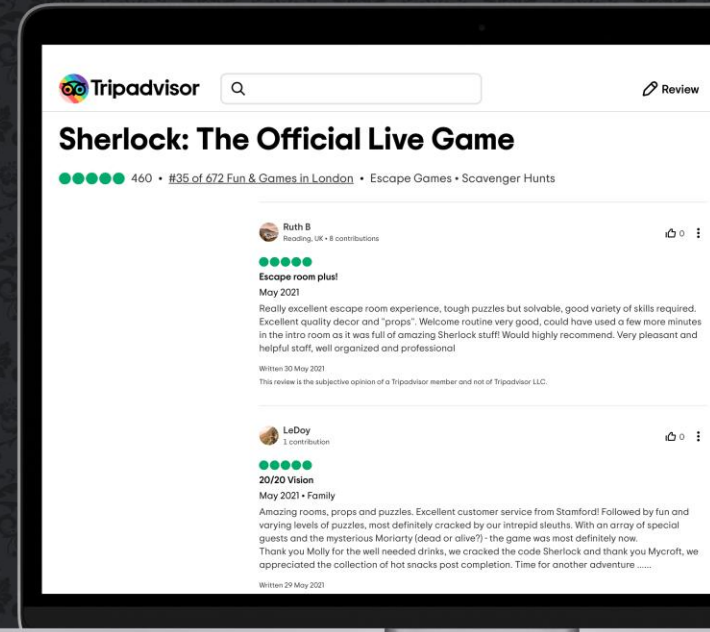 Tripadvisor
Review
Sherlock: The Official Live Game
460 • #35 of 672 Fun & Games in London • Escape Games • Scavenger Hunts
Ruth B
Reading, UK • 8 contributions
0
Escape room plus!
May 2021
Really excellent escape room experience, tough puzzles but solvable, good variety of skills required.
Excellent quality decor and "props". Welcome routine very good, could have used a few more minutes
in the intro room as it was full of amazing Sherlock stuff! Would highly recommend. Very pleasant and
helpful staff, well organized and professional
Written 30 May 2021
This review is the subjective opinion of a Tripadvisor member and not of Tripadvisor LLC.
LeDoy
1 contribution
0
20/20 Vision
May 2021 • Family
Amazing rooms, props and puzzles. Excellent customer service from Stamford! Followed by fun and
varying levels of puzzles, most definitely cracked by our intrepid sleuths. With an array of special
guests and the mysterious Moriarty (dead or alive?) - the game was most definitely now.
Thank you Molly for the well needed drinks, we cracked the code Sherlock and thank you Mycroft, we
appreciated the collection of hot snacks post completion. Time for another adventure ......
Written 29 May 2021